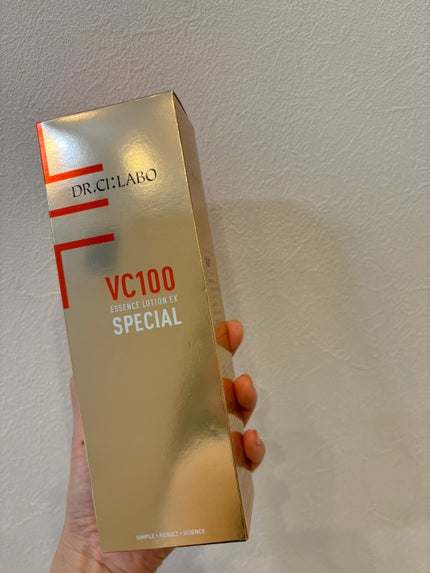 DR.CI:LABO
VC100
ESSENCE LOTION EX
SPECIAL
SIMPLE • RESULT • SCIENCE